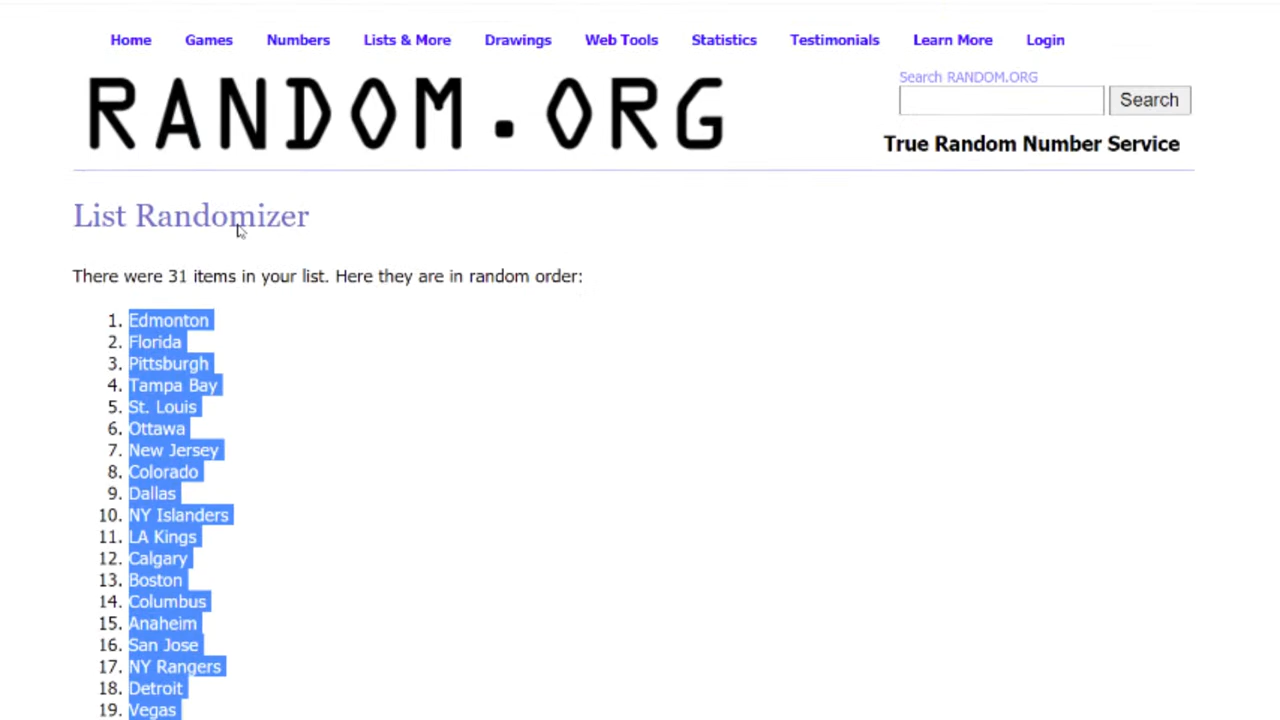 Home Games Numbers Lists & More Drawings Web Tools Statistics Testimonials Learn More Login
RANDOM.ORG
Search RANDOM.ORG
Search
True Random Number Service
List Randomizer
There were 31 items in your list. Here they are in random order:
1. Edmonton
2. Florida
3. Pittsburgh
4. Tampa Bay
5. St. Louis
6. Ottawa
7. New Jersey
8. Colorado
9. Dallas
10. NY Islanders
11. LA Kings
12. Calgary
13. Boston
14. Columbus
15. Anaheim
16. San Jose
17. NY Rangers
18. Detroit
19. Vegas